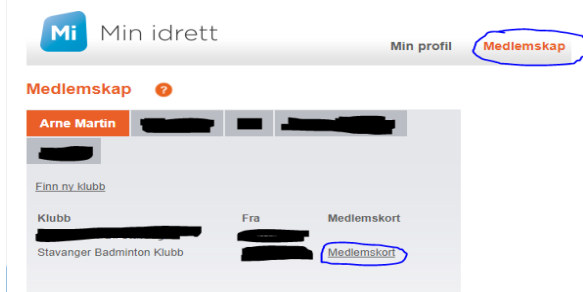 Mi Min idrett
Min profil Medlemskap
Medlemskap ?
Arne Martin
Finn ny klubb
Klubb Fra Medlemskort
Stavanger Badminton Klubb Medlemskort